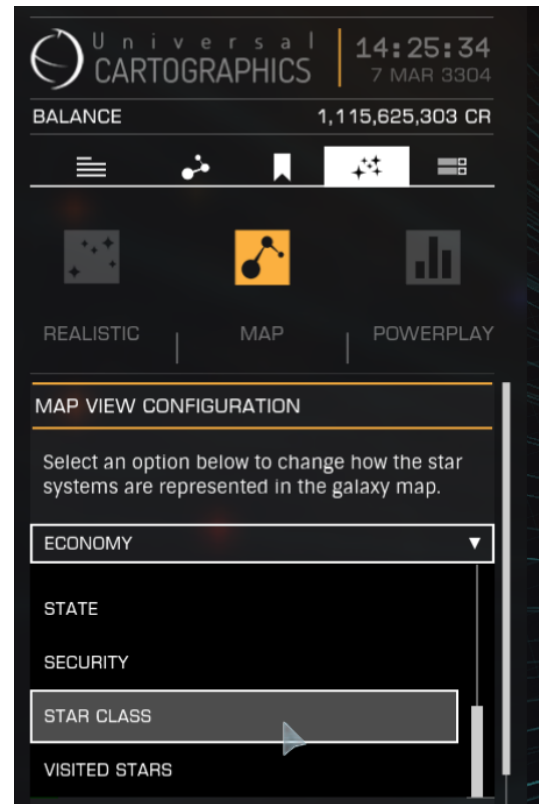 Universal
CARTOGRAPHICS
14:25:34
7 MAR 3304
BALANCE 1,115,625,303 CR
REALISTIC | MAP | POWERPLAY
MAP VIEW CONFIGURATION
Select an option below to change how the star
systems are represented in the galaxy map.
ECONOMY
STATE
SECURITY
STAR CLASS
VISITED STARS